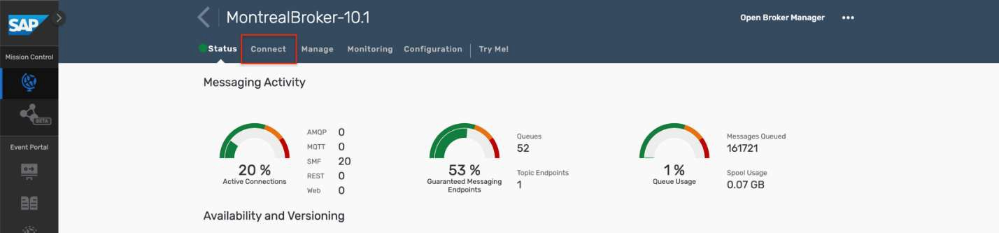 SAP
MontrealBroker-10.1
Open Broker Manager
Status Connect Manage Monitoring Configuration Try Me!
Mission Control
BETA
Event Portal
Messaging Activity
20 %
Active Connections
AMQP 0
MQTT 0
SMF 20
REST 0
Web 0
53 %
Guaranteed Messaging
Endpoints
Queues
52
Topic Endpoints
1
1 %
Queue Usage
Messages Queued
161721
Spool Usage
0.07 GB
Availability and Versioning